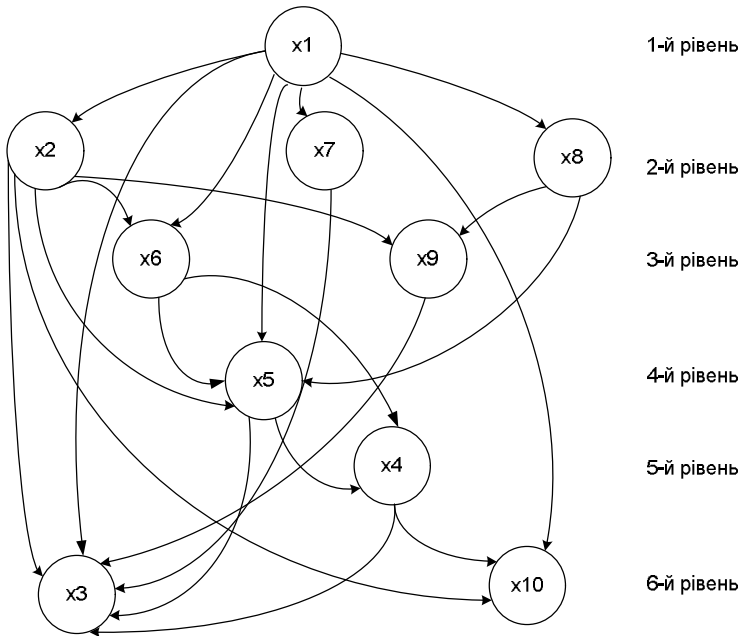 x1 1-й рівень
x2 x7 x8 2-й рівень
x6 x9 3-й рівень
x5 4-й рівень
x4 5-й рівень
x3 x10 6-й рівень